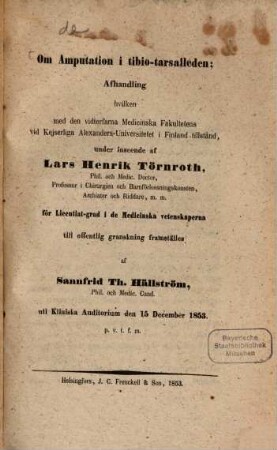 Om Amputation i tibio-tarsalleden;
Afhandling
hvilken
med den vidterfarna Medicinska Fakultetens
vid Kejserliga Alexanders-Universitetet i Finland tillstånd,
under inseende af
Lars Henrik Törnroth,
Phil. och Medic. Doctor,
Professor i Chirurgien och Barnförlossningskonsten,
Archiater och Riddare, m. m.
för Licentiat-grad i de Medicinska vetenskaperna
till offentlig granskning framställes
af
Sannfrid Th. Hällström,
Phil. och Medic. Cand.
uti Kliniska Auditorium den 15 December 1853.
p. v. t. f. m.
Bayerische
Staatsbibliothek
München
Helsingfors, J. C. Frenckell & Son, 1853.